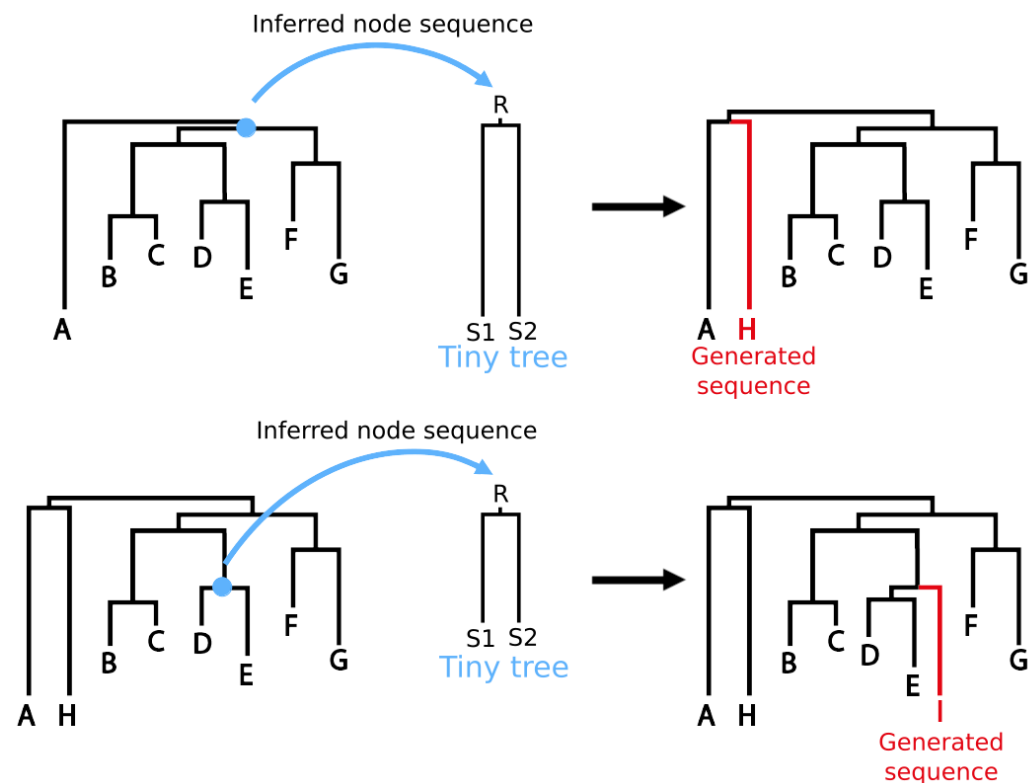 Inferred node sequence
R
A
B
C
D
E
F
G
S1 S2
Tiny tree
A
H
B
C
D
E
F
G
Generated
sequence
Inferred node sequence
R
A
H
B
C
D
E
F
G
S1 S2
Tiny tree
A
H
B
C
D
E
I
F
G
Generated
sequence